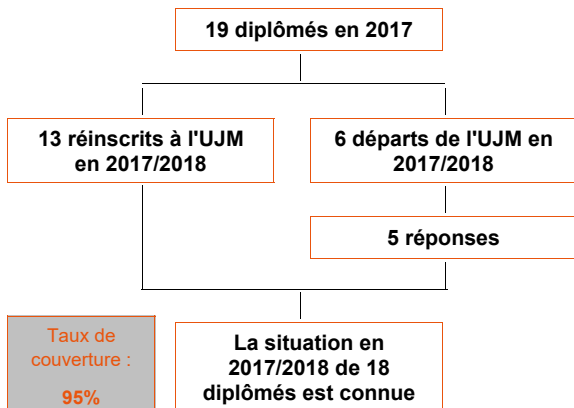 19 diplômés en 2017
13 réinscrits à l'UJM
en 2017/2018
6 départs de l'UJM en
2017/2018
5 réponses
Taux de
couverture :
95%
La situation en
2017/2018 de 18
diplômés est connue